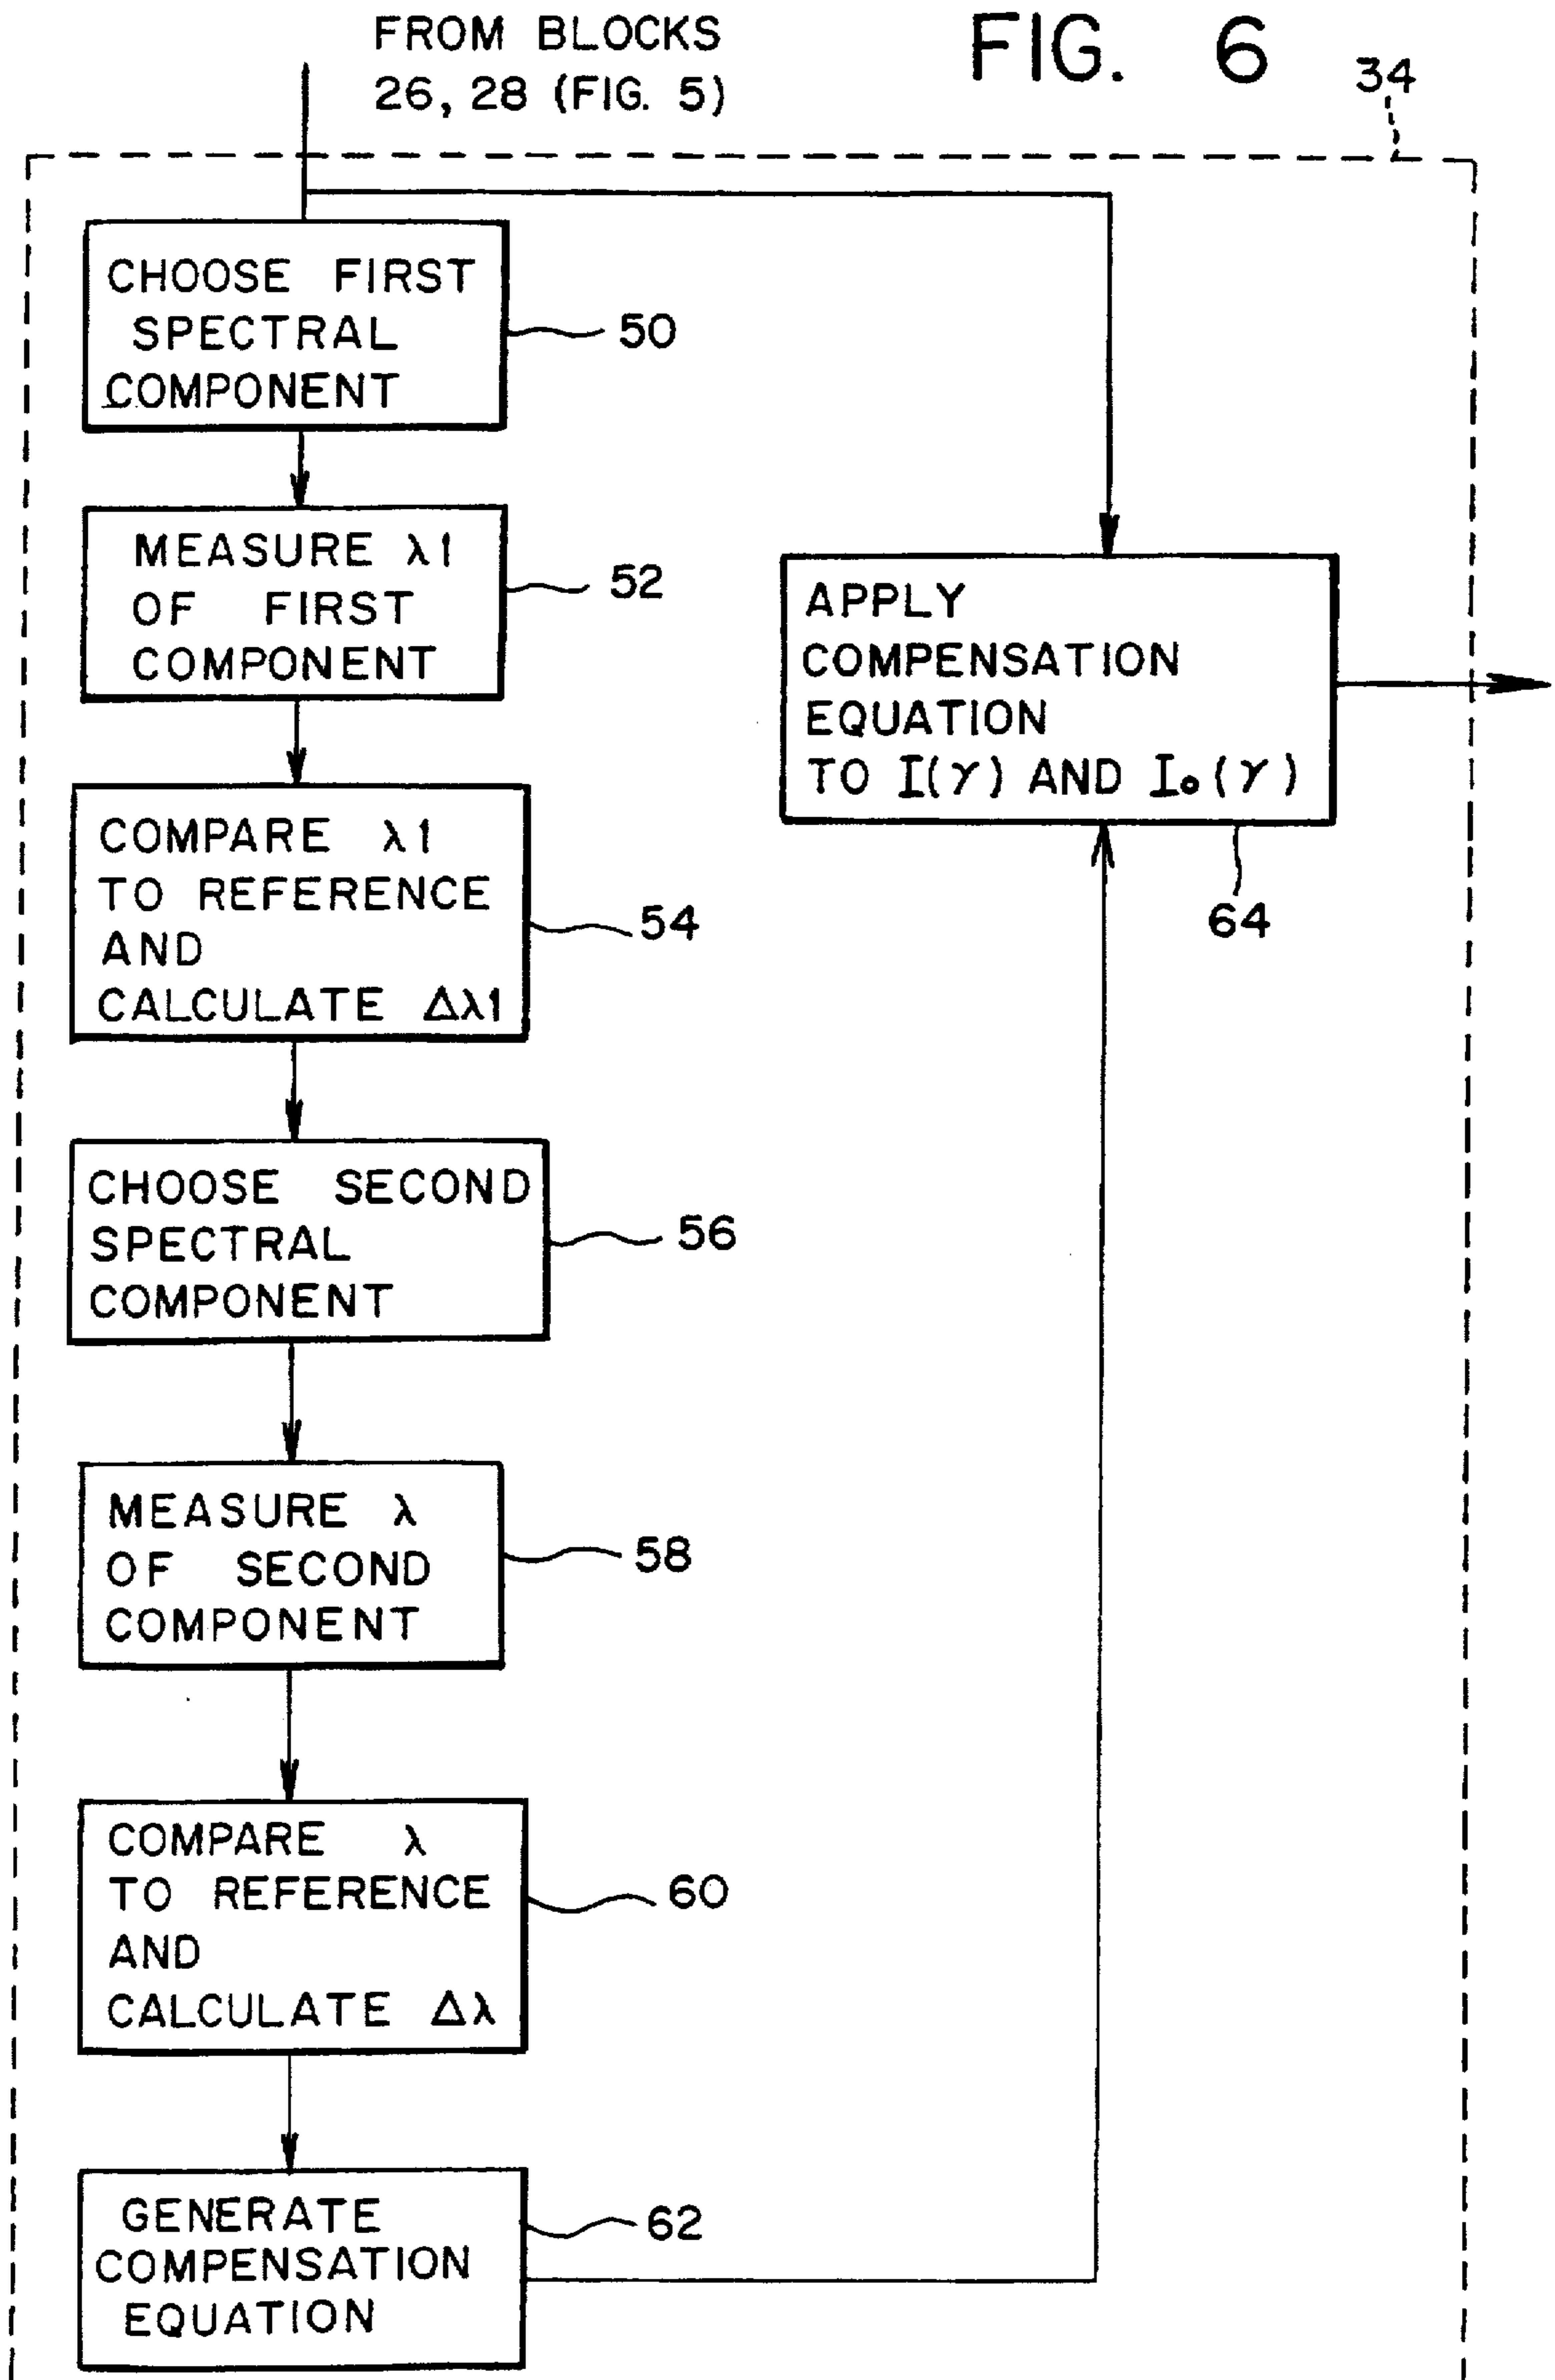 FROM BLOCKS
26, 28 (FIG. 5)
FIG. 6
34
CHOOSE FIRST
SPECTRAL
COMPONENT
50
MEASURE λ1
OF FIRST
COMPONENT
52
COMPARE λ1
TO REFERENCE
AND
CALCULATE Δλ1
54
CHOOSE SECOND
SPECTRAL
COMPONENT
56
MEASURE λ
OF SECOND
COMPONENT
58
COMPARE λ
TO REFERENCE
AND
CALCULATE Δλ
60
GENERATE
COMPENSATION
EQUATION
62
APPLY
COMPENSATION
EQUATION
TO I(γ) AND Io(γ)
64